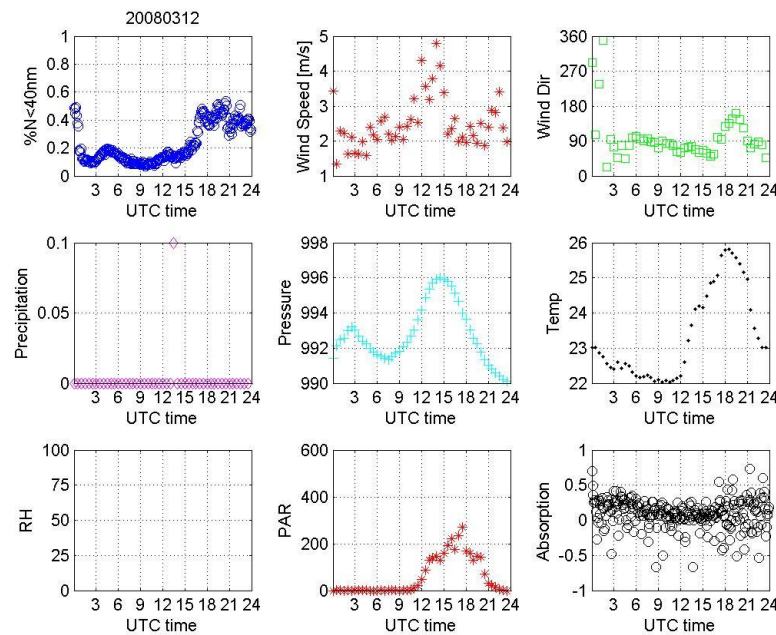 20080312
%N<40nm
1
0.8
0.6
0.4
0.2
0
3 6 9 12 15 18 21 24
UTC time
Wind Speed [m/s]
5
4
3
2
1
3 6 9 12 15 18 21 24
UTC time
Wind Dir
360
270
180
90
0
3 6 9 12 15 18 21 24
UTC time
Precipitation
0.1
0.05
0
3 6 9 12 15 18 21 24
UTC time
Pressure
998
996
994
992
990
3 6 9 12 15 18 21 24
UTC time
Temp
26
25
24
23
22
3 6 9 12 15 18 21 24
UTC time
RH
100
75
50
25
0
3 6 9 12 15 18 21 24
UTC time
PAR
600
400
200
0
3 6 9 12 15 18 21 24
UTC time
Absorption
1
0.5
0
-0.5
-1
3 6 9 12 15 18 21 24
UTC time